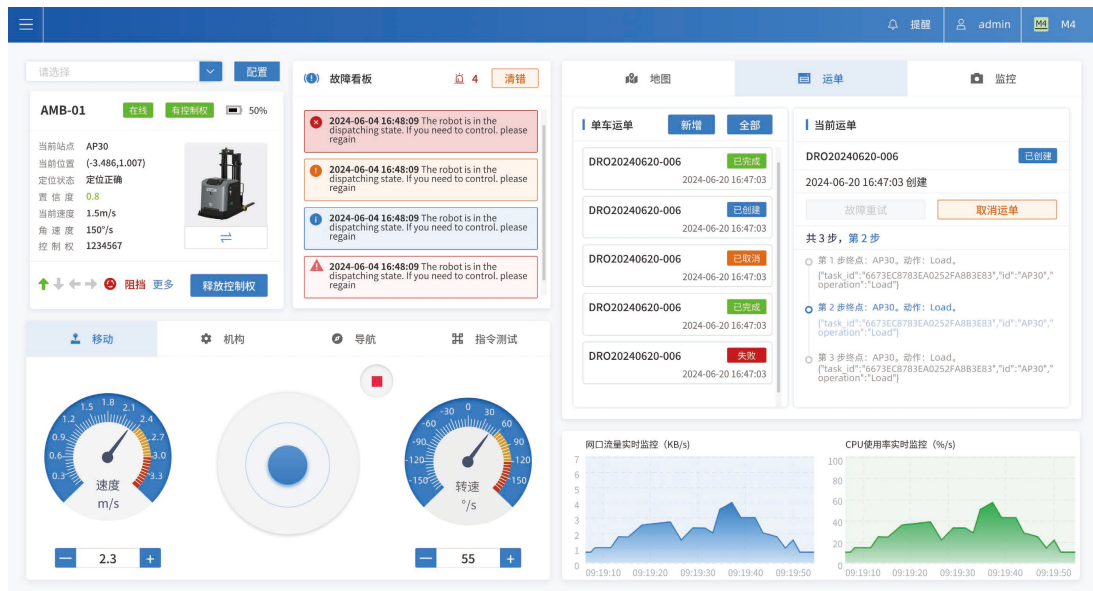 提醒
admin
M4 M4
请选择
配置
AMB-01 在线 有控制权 50%
当前站点 AP30
当前位置 (-3.486,1.007)
定位状态 定位正确
置 信 度 0.8
当前速度 1.5m/s
角 速 度 150°/s
控 制 权 1234567
阻挡 更多 释放控制权
故障看板 4 清错
2024-06-04 16:48:09 The robot is in the
dispatching state. If you need to control. please
regain
2024-06-04 16:48:09 The robot is in the
dispatching state. If you need to control. please
regain
2024-06-04 16:48:09 The robot is in the
dispatching state. If you need to control. please
regain
2024-06-04 16:48:09 The robot is in the
dispatching state. If you need to control. please
regain
移动 机构 导航 指令测试
0.3 0.6 0.9 1.2 1.5 1.8 2.1 2.4 2.7 3.0 3.3
速度
m/s
— 2.3 +
-150 -120 -90 -60 -30 0 30 60 90 120 150
转速
°/s
— 55 +
地图 运单 监控
单车运单 新增 全部
DRO20240620-006 已完成
2024-06-20 16:47:03
DRO20240620-006 已创建
2024-06-20 16:47:03
DRO20240620-006 已取消
2024-06-20 16:47:03
DRO20240620-006 已完成
2024-06-20 16:47:03
DRO20240620-006 失败
2024-06-20 16:47:03
当前运单
DRO20240620-006 已创建
2024-06-20 16:47:03 创建
故障重试 取消运单
共 3 步，第 2 步
第 1 步终点：AP30。动作：Load。
{"task_id":"6673EC8783EA0252FA8B3E83","id":"AP30","
operation":"Load"}
第 2 步终点：AP30。动作：Load。
{"task_id":"6673EC8783EA0252FA8B3E83","id":"AP30","
operation":"Load"}
第 3 步终点：AP30。动作：Load。
{"task_id":"6673EC8783EA0252FA8B3E83","id":"AP30","
operation":"Load"}
网口流量实时监控（KB/s）
7
6
5
4
3
2
1
0
09:19:10 09:19:20 09:19:30 09:19:40 09:19:50
CPU使用率实时监控（%/s）
100
80
60
40
20
0
09:19:10 09:19:20 09:19:30 09:19:40 09:19:50